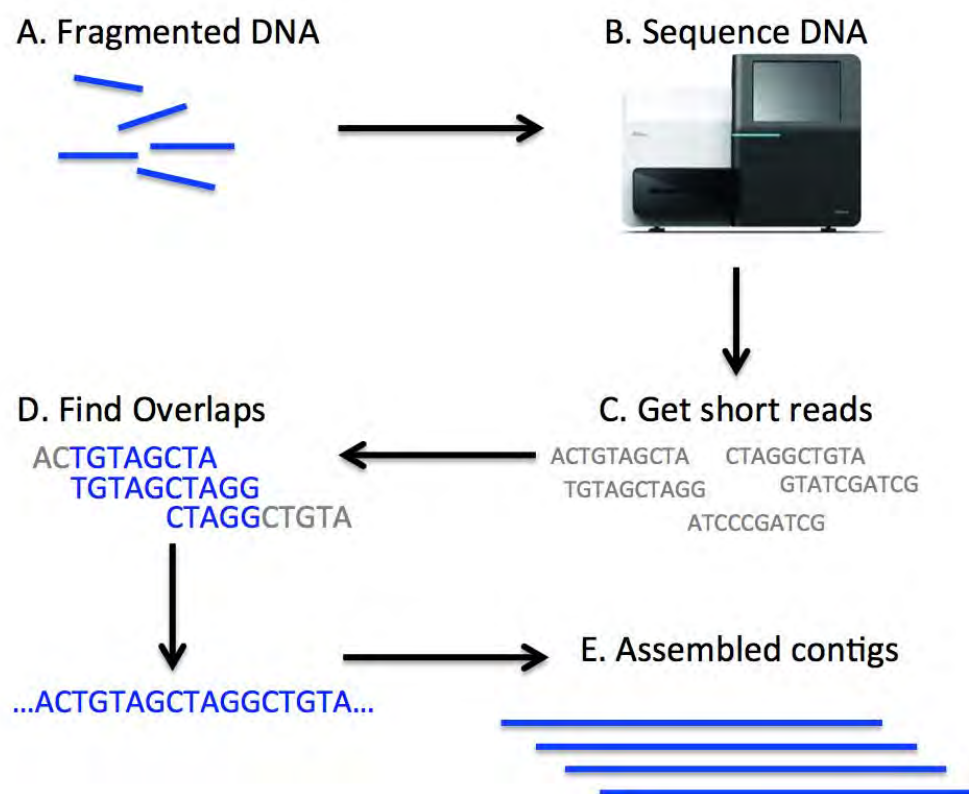 A. Fragmented DNA
B. Sequence DNA
C. Get short reads
ACTGTAGCTA CTAGGCTGTA
TGTAGCTAGG GTATCGATCG
ATCCCGATCG
D. Find Overlaps
ACTGTAGCTA
TGTAGCTAGG
CTAGGCTGTA
...ACTGTAGCTAGGCTGTA...
E. Assembled contigs